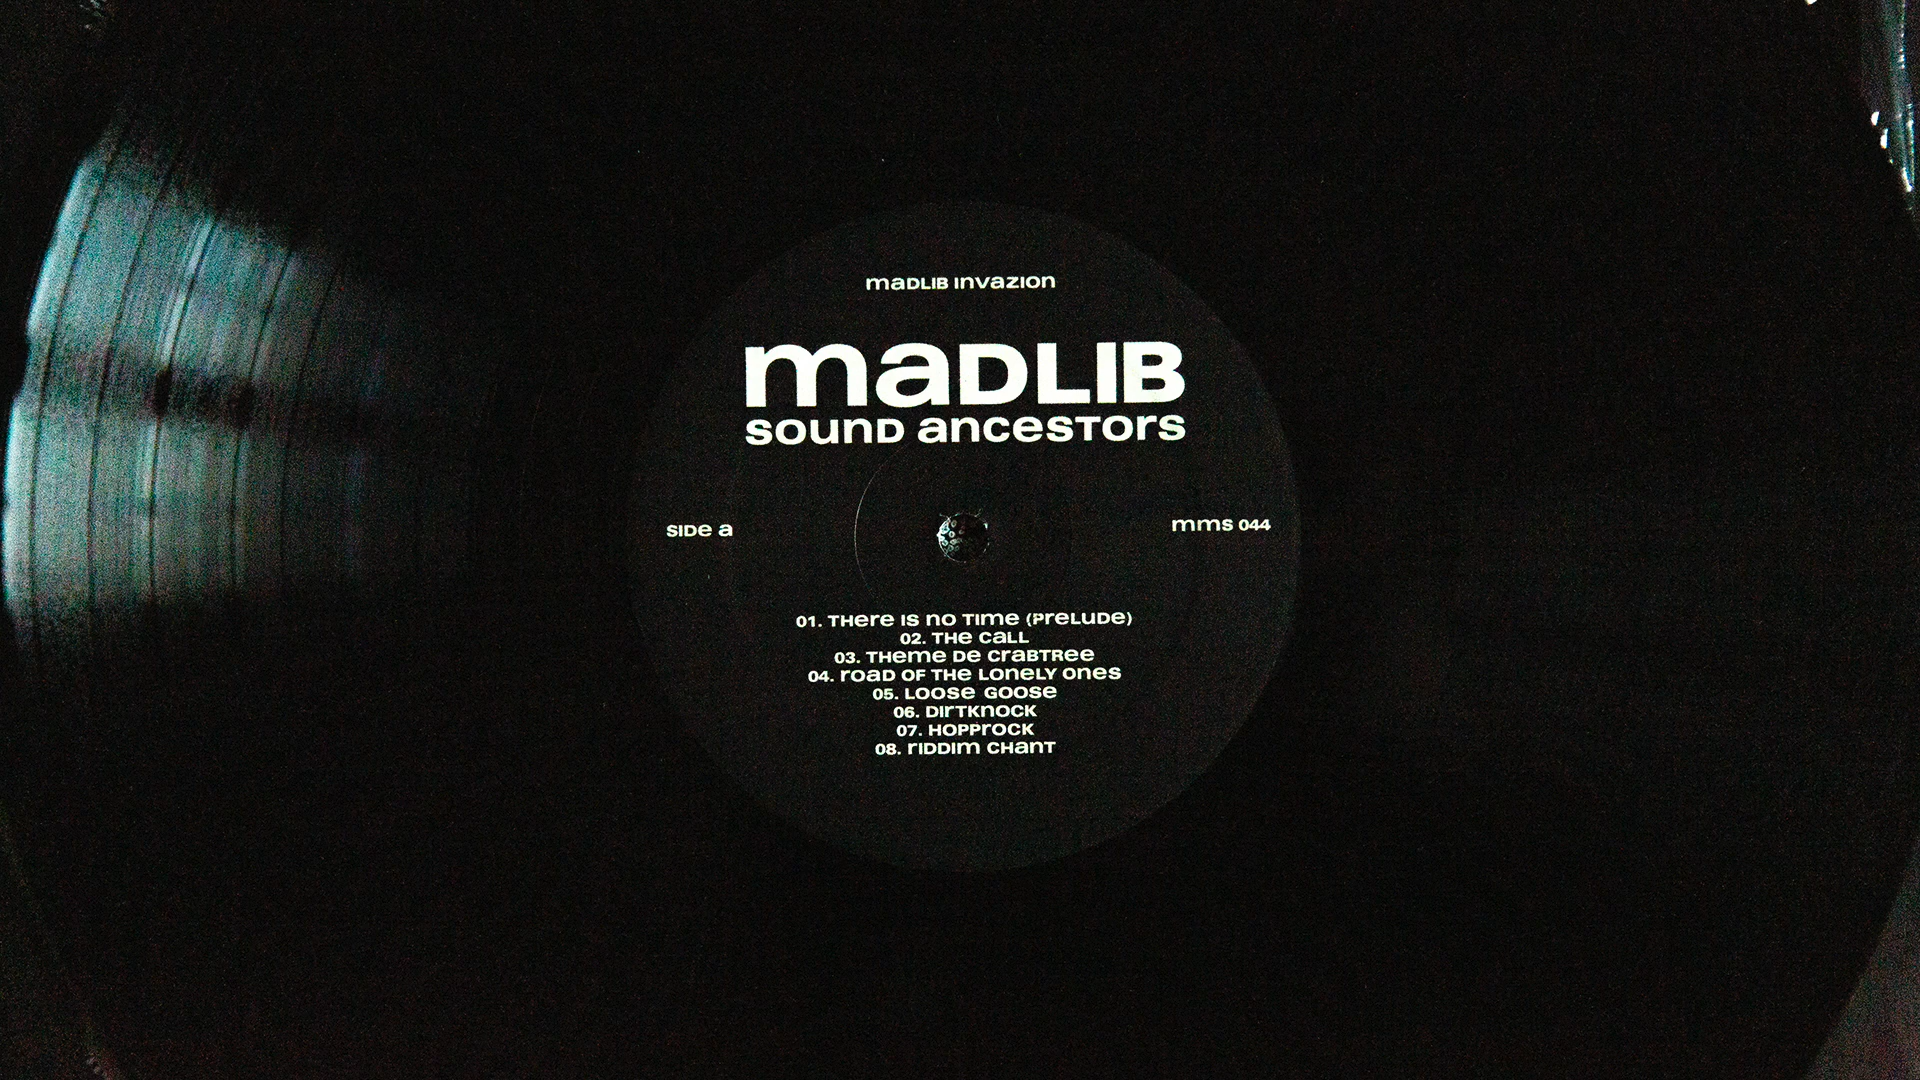 maDLIB Invazion
maDLIB
sounD ancesTors
sIDe a
mms 044
01. THere Is no TIme (PreLuDe)
02. THe caLL
03. THeme De craBTRee
04. roaD OF THe LoneLY ones
05. LOOSe GOOSe
06. DIrTKnocK
07. HOPProcK
08. rIDDIm CHanT